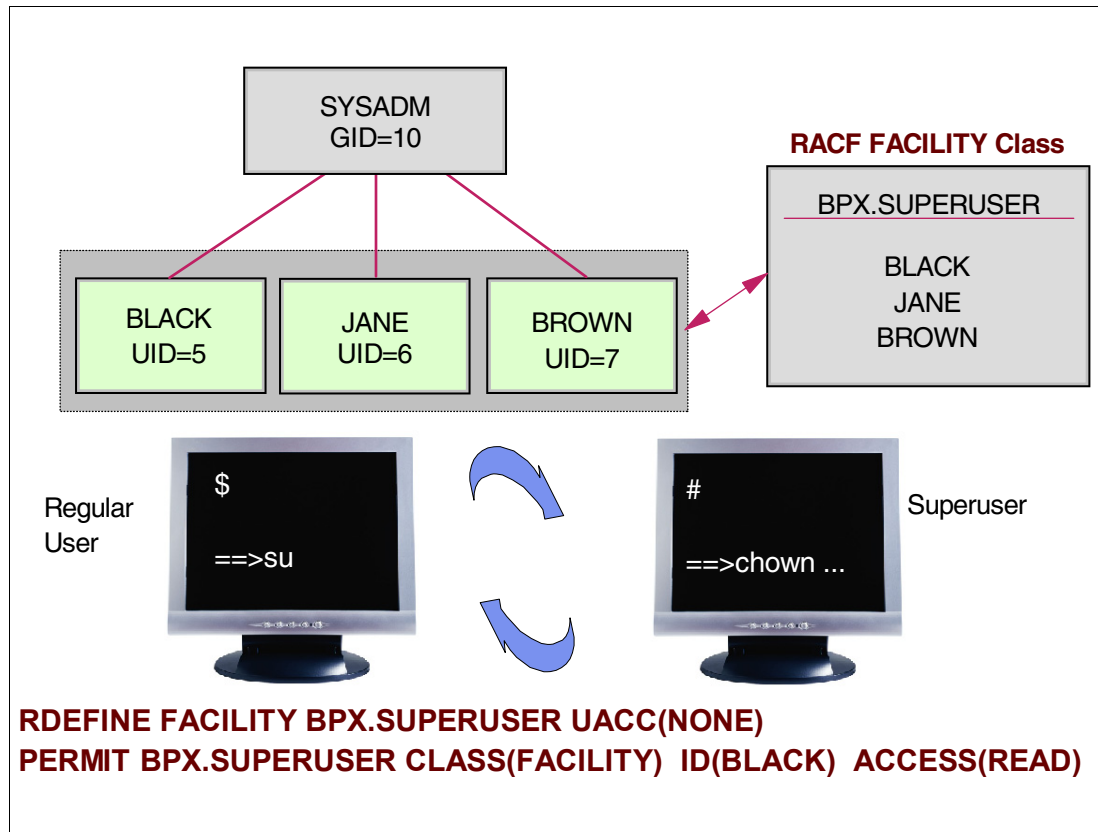 SYSADM
GID=10
RACF FACILITY Class
BPX.SUPERUSER
BLACK
JANE
BROWN
BLACK
UID=5
JANE
UID=6
BROWN
UID=7
Regular
User
$
==>su
#
==>chown ...
Superuser
RDEFINE FACILITY BPX.SUPERUSER UACC(NONE)
PERMIT BPX.SUPERUSER CLASS(FACILITY) ID(BLACK) ACCESS(READ)